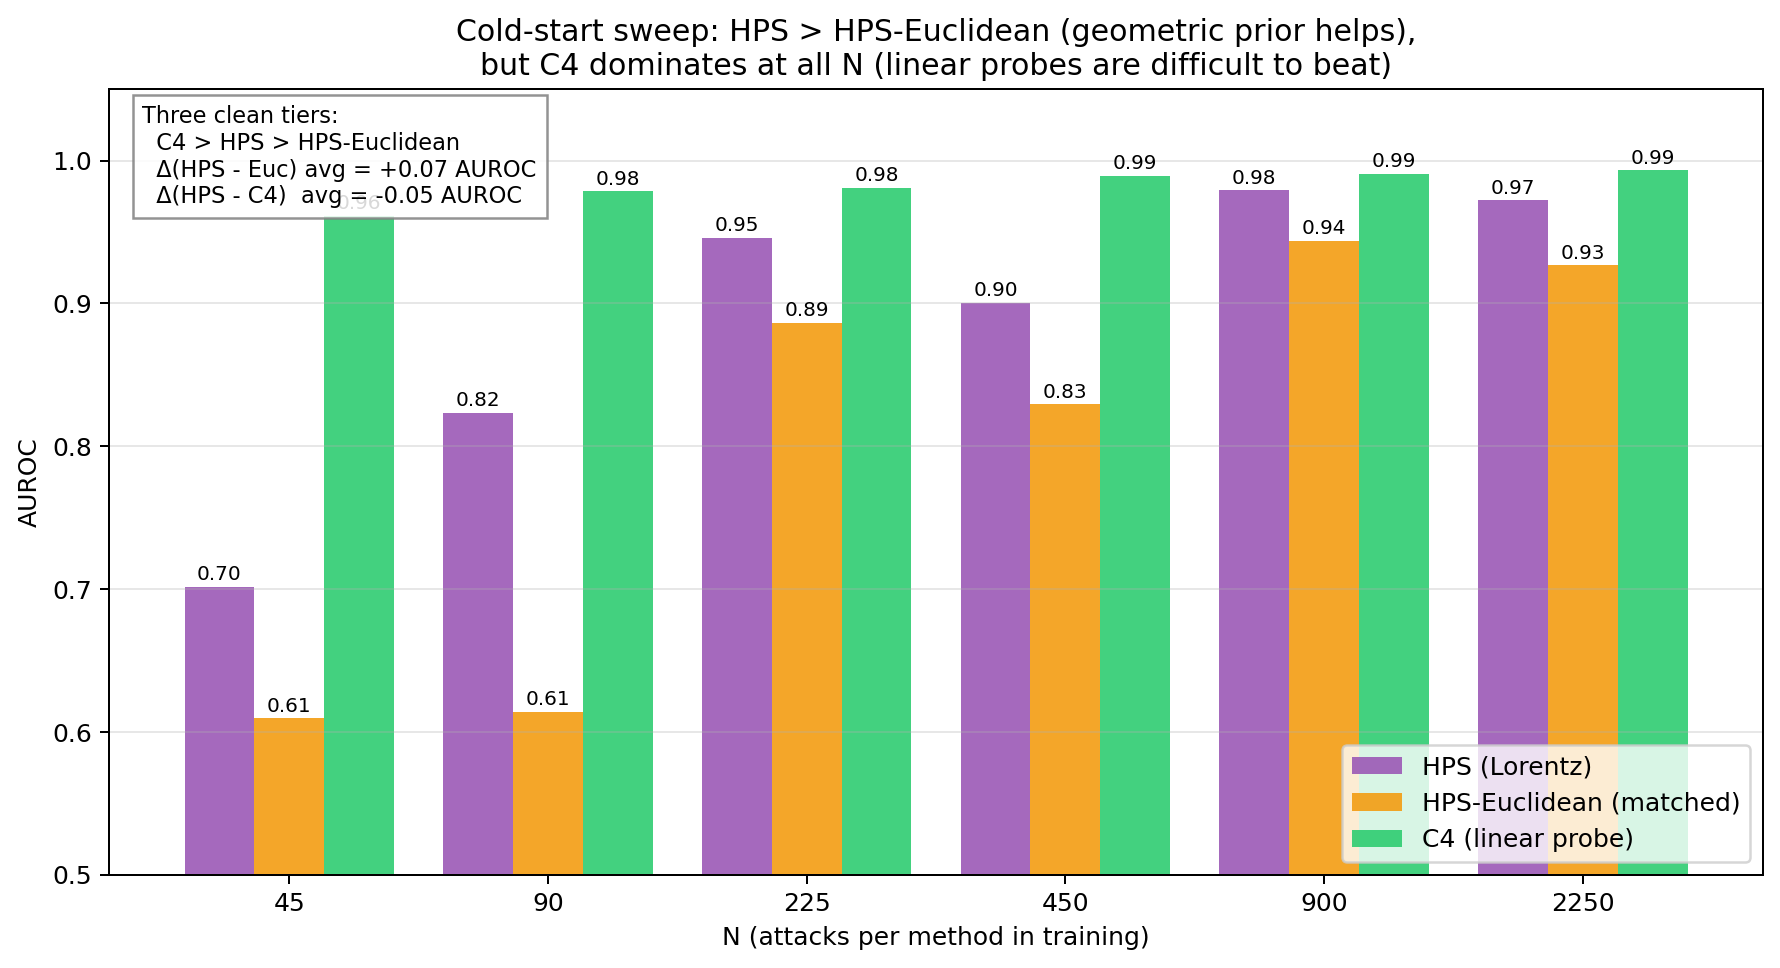 Cold-start sweep: HPS > HPS-Euclidean (geometric prior helps),
but C4 dominates at all N (linear probes are difficult to beat)
Three clean tiers:
C4 > HPS > HPS-Euclidean
Δ(HPS - Euc) avg = +0.07 AUROC
Δ(HPS - C4)  avg = -0.05 AUROC
AUROC
1.0
0.9
0.8
0.7
0.6
0.5
0.70
0.61
0.96
0.82
0.61
0.98
0.95
0.89
0.98
0.90
0.83
0.99
0.98
0.94
0.99
0.97
0.93
0.99
HPS (Lorentz)
HPS-Euclidean (matched)
C4 (linear probe)
45
90
225
450
900
2250
N (attacks per method in training)